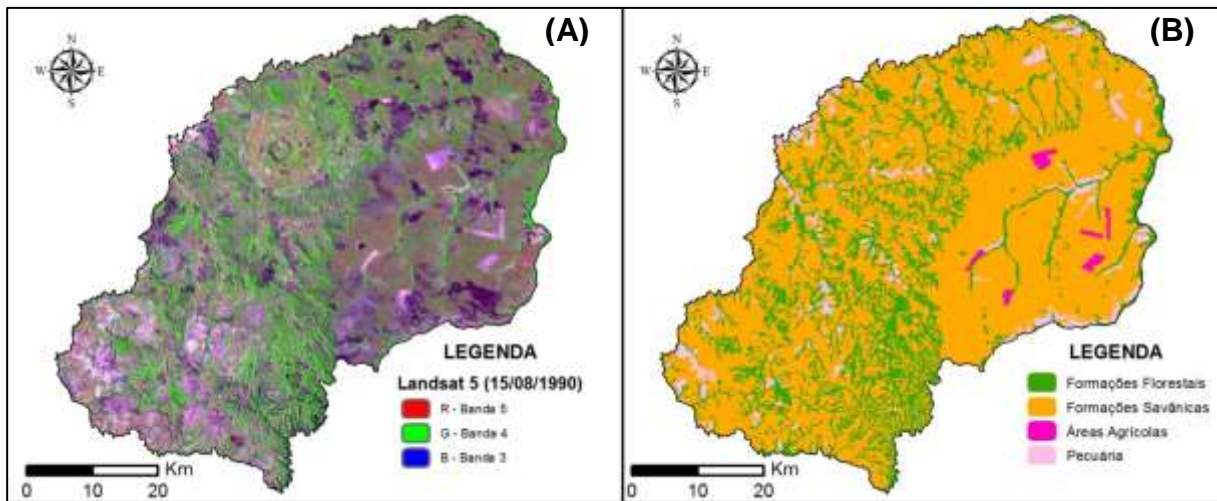 (A)
N
W E
S
LEGENDA
Landsat 5 (15/08/1990)
R - Banda 5
G - Banda 4
B - Banda 3
Km
0 10 20
(B)
N
W E
S
LEGENDA
Formações Florestais
Formações Savânicas
Áreas Agrícolas
Pecuária
Km
0 10 20